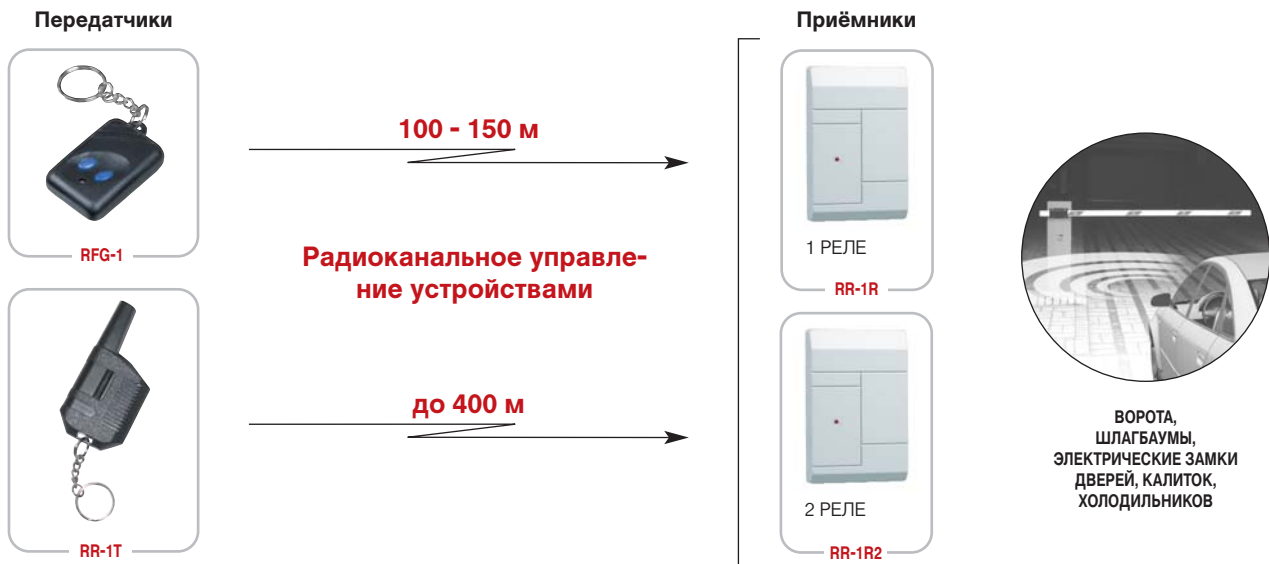 Передатчики
RFG-1
RR-1T
100 - 150 м
Радиоканальное управле-
ние устройствами
до 400 м
Приёмники
1 РЕЛЕ
RR-1R
2 РЕЛЕ
RR-1R2
ВОРОТА,
ШЛАГБАУМЫ,
ЭЛЕКТРИЧЕСКИЕ ЗАМКИ
ДВЕРЕЙ, КАЛИТОК,
ХОЛОДИЛЬНИКОВ